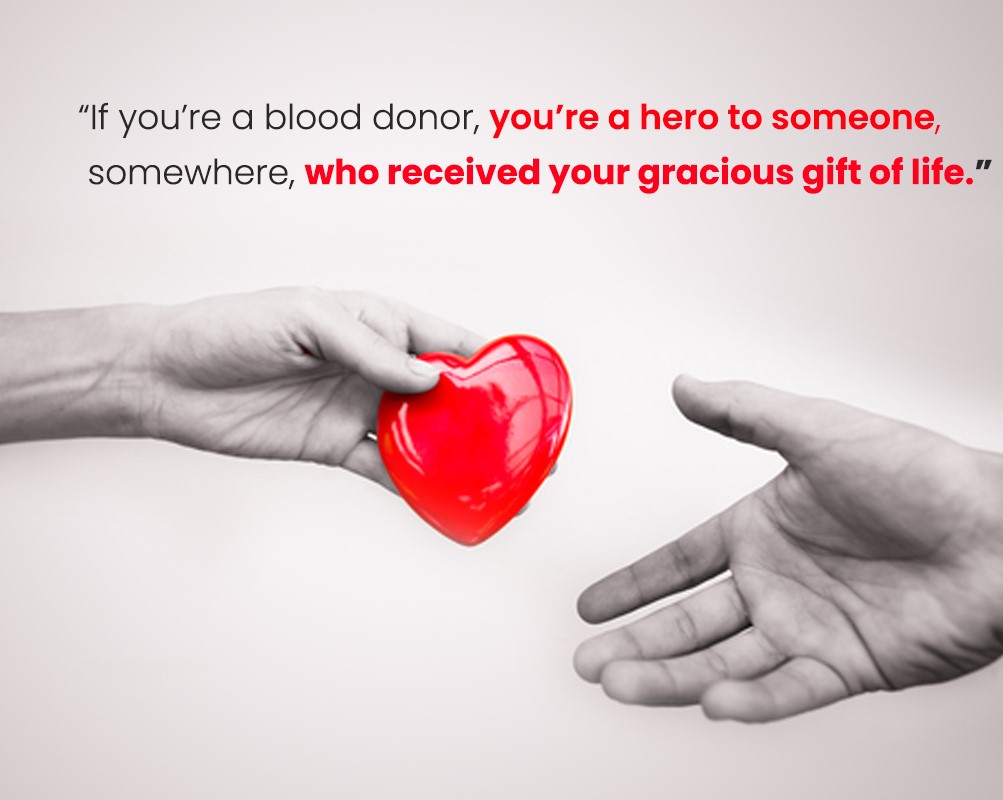 “If you’re a blood donor, you’re a hero to someone,
somewhere, who received your gracious gift of life.”